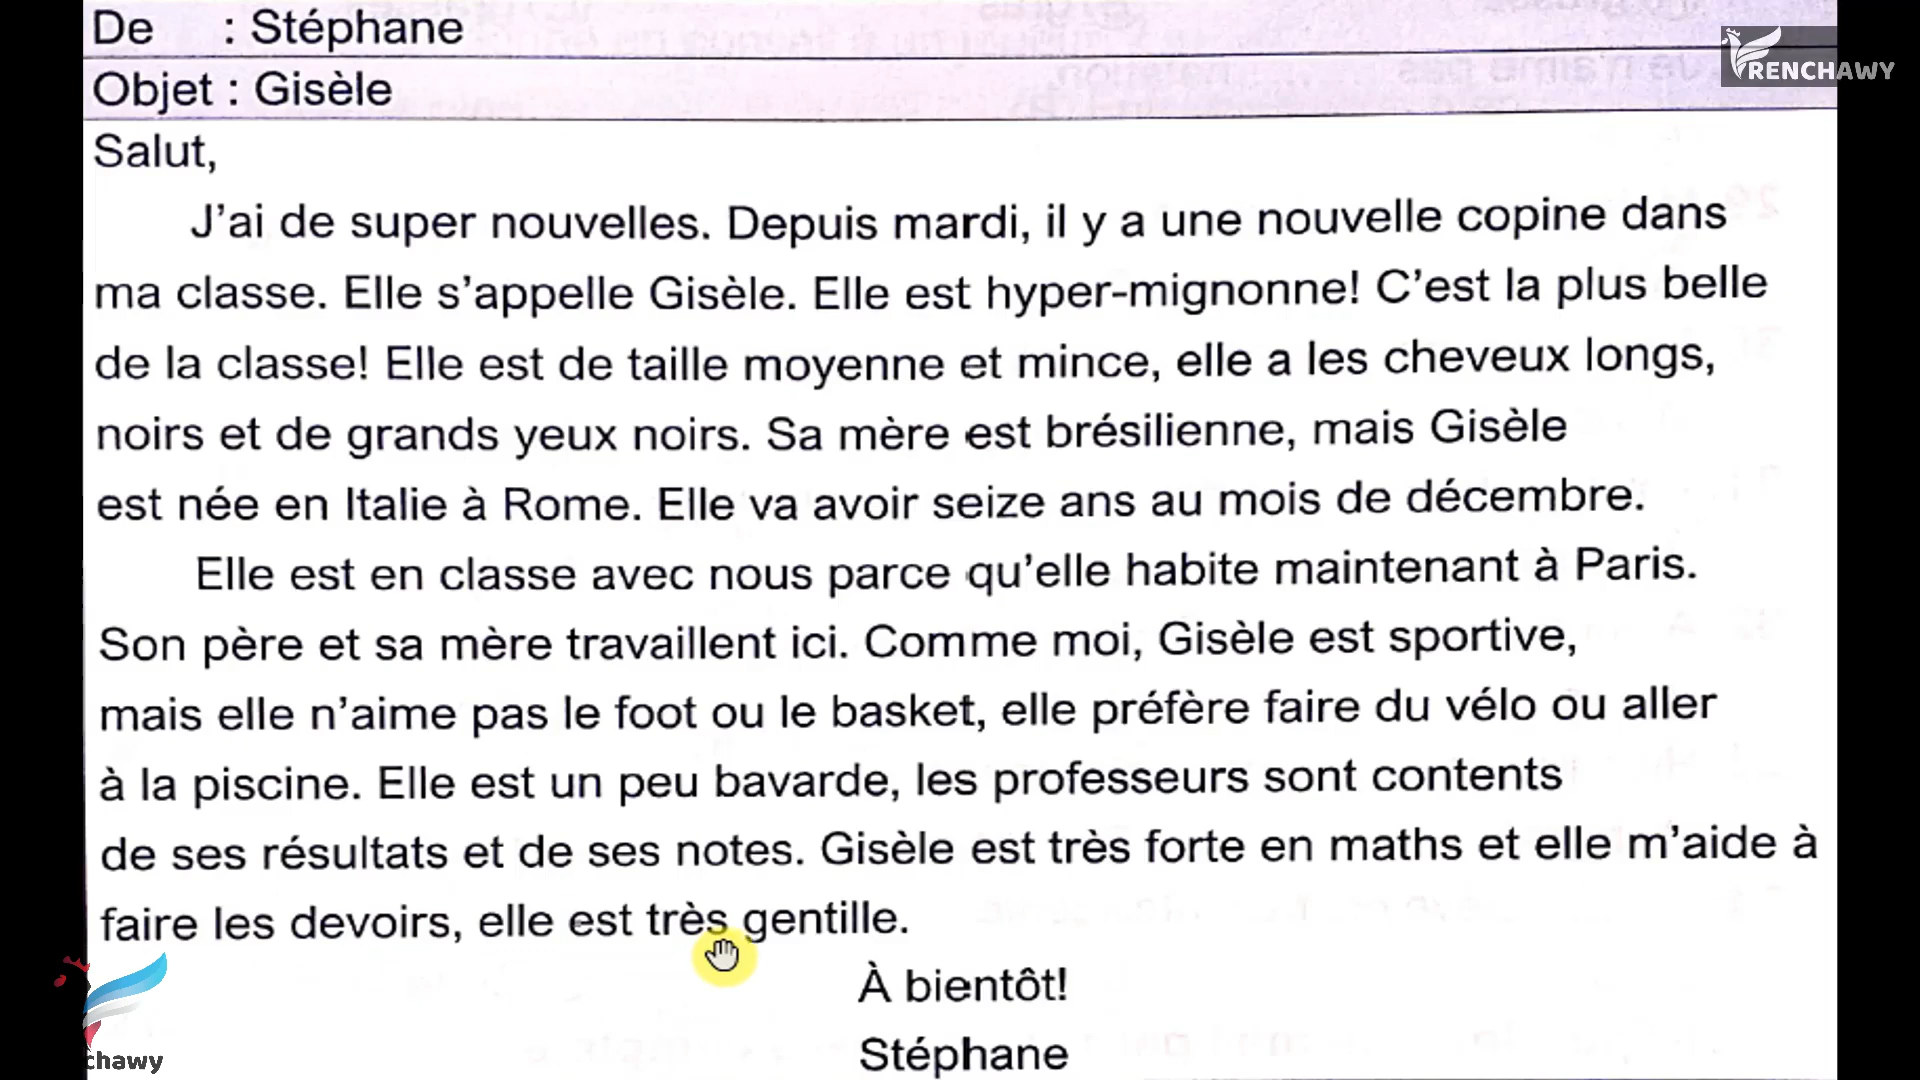 De : Stéphane
RENCHAWY
Objet : Gisèle
Salut,
J'ai de super nouvelles. Depuis mardi, il y a une nouvelle copine dans
ma classe. Elle s'appelle Gisèle. Elle est hyper-mignonne! C'est la plus belle
de la classe! Elle est de taille moyenne et mince, elle a les cheveux longs,
noirs et de grands yeux noirs. Sa mère est brésilienne, mais Gisèle
est née en Italie à Rome. Elle va avoir seize ans au mois de décembre.
Elle est en classe avec nous parce qu'elle habite maintenant à Paris.
Son père et sa mère travaillent ici. Comme moi, Gisèle est sportive,
mais elle n'aime pas le foot ou le basket, elle préfère faire du vélo ou aller
à la piscine. Elle est un peu bavarde, les professeurs sont contents
de ses résultats et de ses notes. Gisèle est très forte en maths et elle m'aide à
faire les devoirs, elle est très gentille.
À bientôt!
Stéphane
chawy